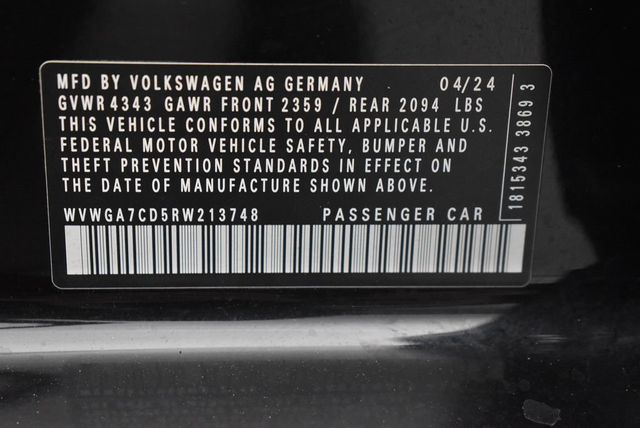 MFD BY VOLKSWAGEN AG GERMANY 04/24
GVWR 4343 GAWR FRONT 2359 / REAR 2094 LBS
THIS VEHICLE CONFORMS TO ALL APPLICABLE U.S.
FEDERAL MOTOR VEHICLE SAFETY, BUMPER AND
THEFT PREVENTION STANDARDS IN EFFECT ON
THE DATE OF MANUFACTURE SHOWN ABOVE.
WVWGA7CD5RW213748 PASSENGER CAR
1815343 3869 3